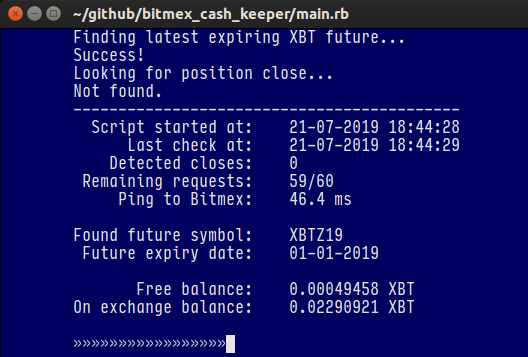 ~/github/bitmex_cash_keeper/main.rb
Finding latest expiring XBT future...
Success!
Looking for position close...
Not found.
-------------------------------------------
Script started at: 21-07-2019 18:44:28
Last check at: 21-07-2019 18:44:29
Detected closes: 0
Remaining requests: 59/60
Ping to Bitmex: 46.4 ms
Found future symbol: XBTZ19
Future expiry date: 01-01-2019
Free balance: 0.00049458 XBT
On exchange balance: 0.02290921 XBT
»»»»»»»»»»»»»»»»»